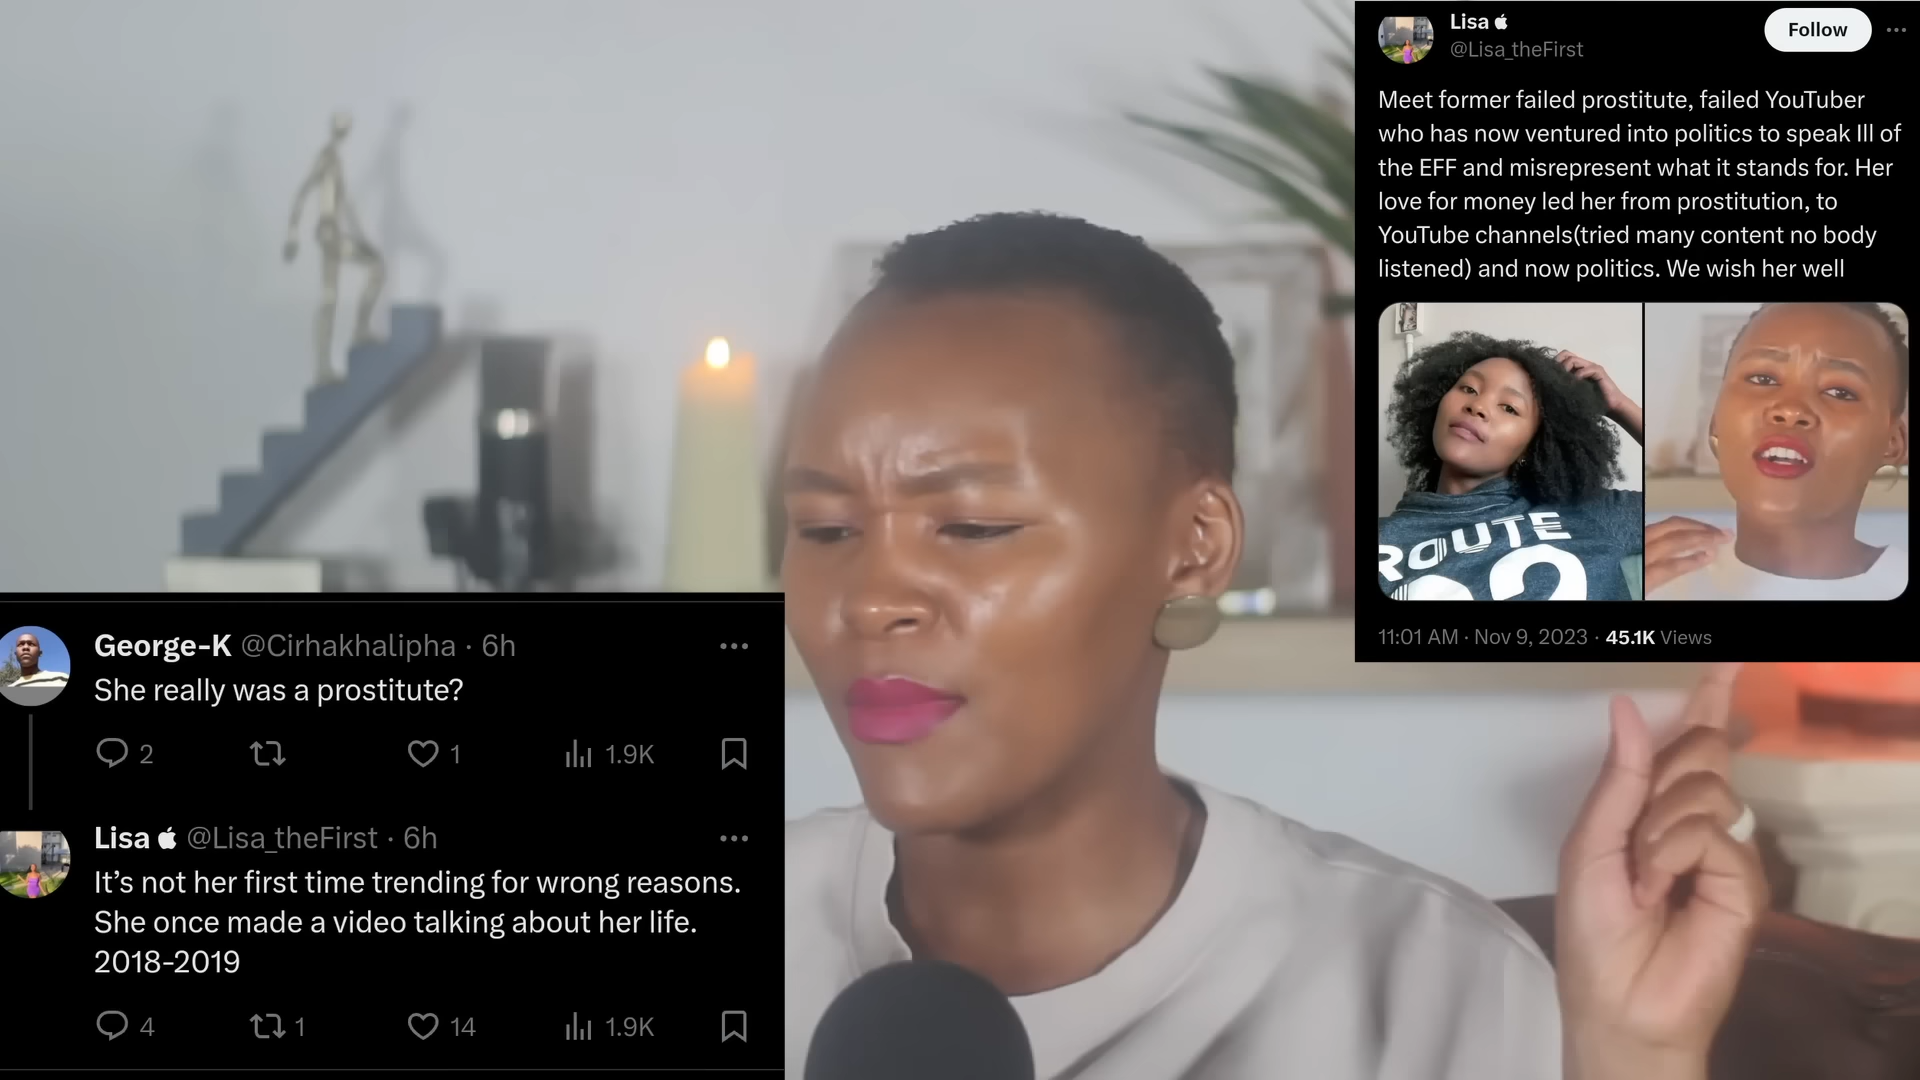 Lisa
@Lisa_theFirst
Follow
Meet former failed prostitute, failed YouTuber
who has now ventured into politics to speak Ill of
the EFF and misrepresent what it stands for. Her
love for money led her from prostitution, to
YouTube channels(tried many content no body
listened) and now politics. We wish her well
ROUTE
11:01 AM · Nov 9, 2023 · 45.1K Views
George-K @Cirhakhalipha · 6h
She really was a prostitute?
2 1 1.9K
Lisa @Lisa_theFirst · 6h
It’s not her first time trending for wrong reasons.
She once made a video talking about her life.
2018-2019
4 1 14 1.9K